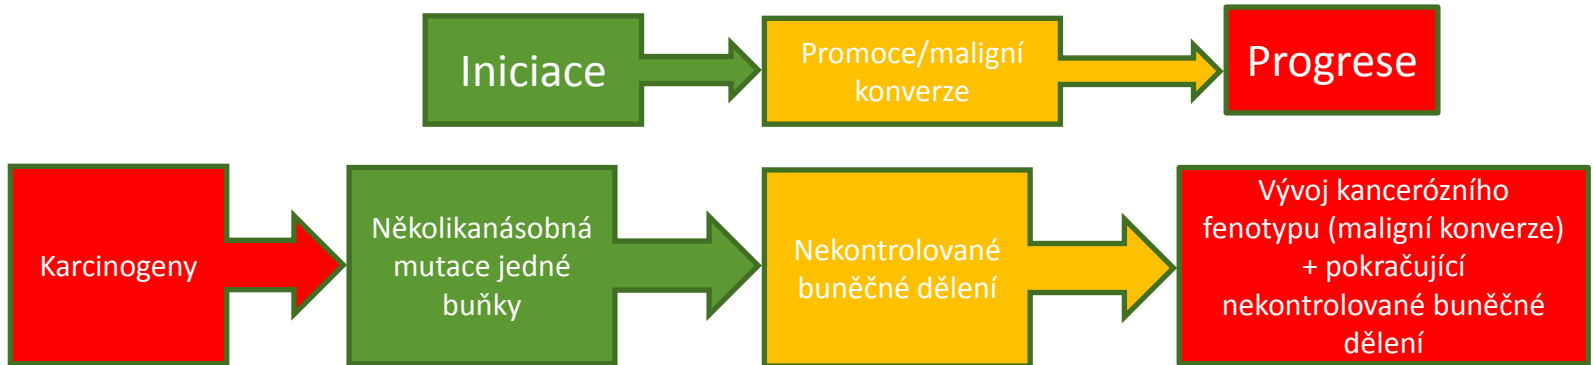 Iniciace
Promoce/maligní
konverze
Progrese
Karcinogeny
Několikanásobná
mutace jedné
buňky
Nekontrolované
buněčné dělení
Vývoj kancerózního
fenotypu (maligní konverze)
+ pokračující
nekontrolované buněčné
dělení